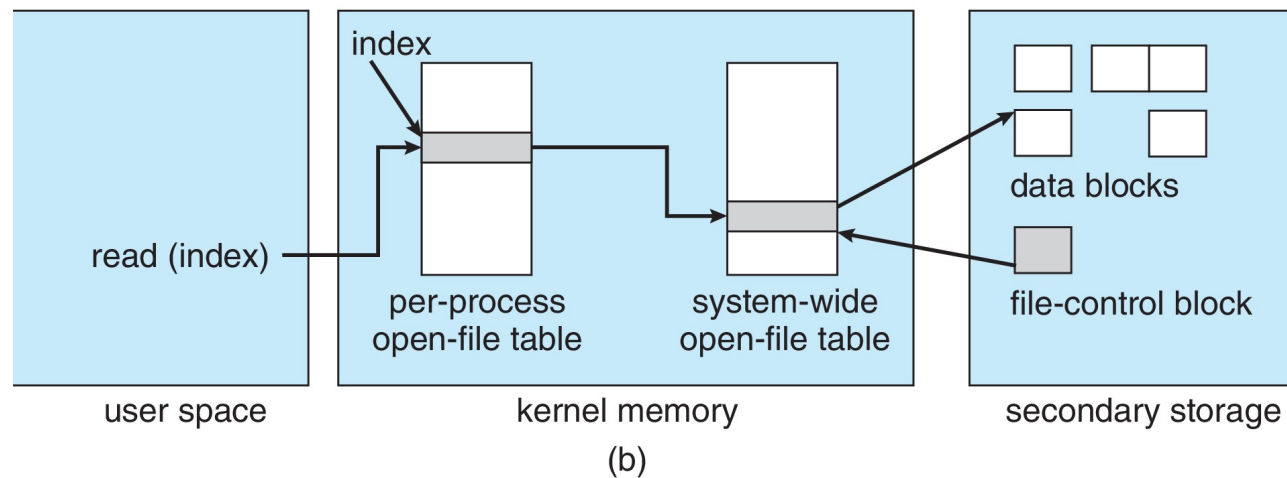 index
read (index)
per-process
open-file table
system-wide
open-file table
data blocks
file-control block
user space
kernel memory
secondary storage
(b)